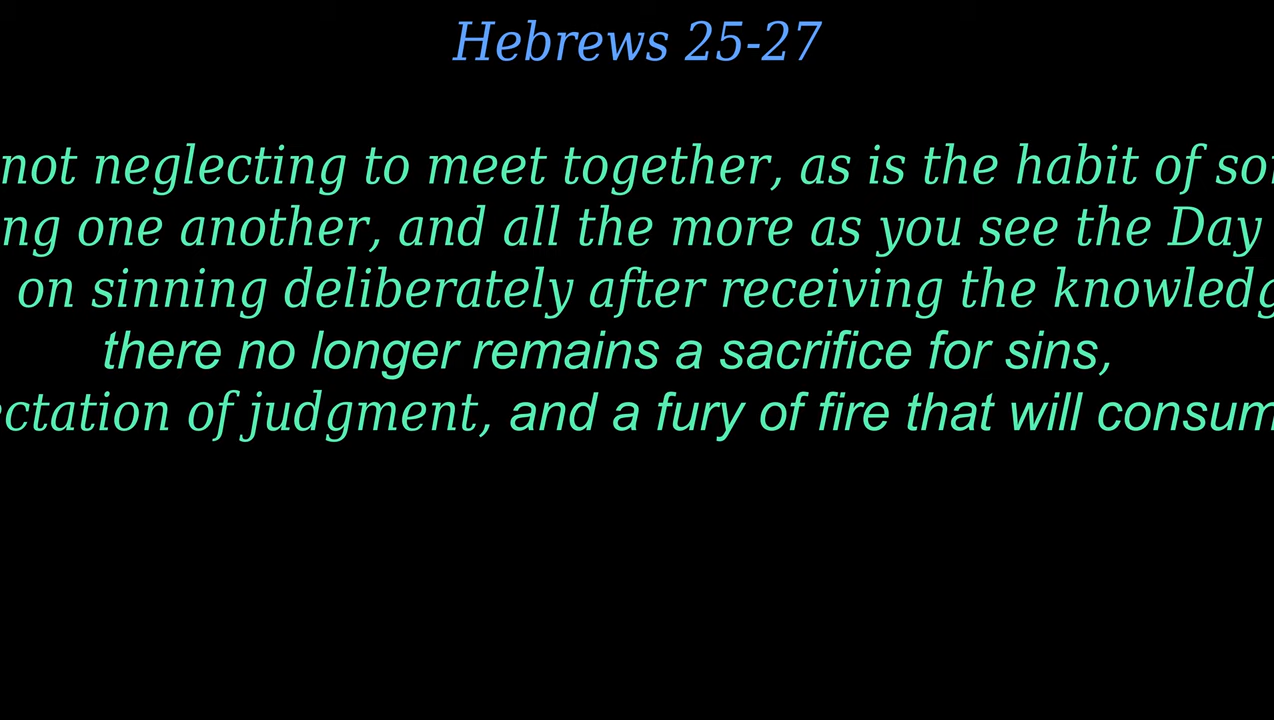 Hebrews 25-27
not neglecting to meet together, as is the habit of so
ng one another, and all the more as you see the Day
on sinning deliberately after receiving the knowledg
there no longer remains a sacrifice for sins,
ectation of judgment, and a fury of fire that will consum